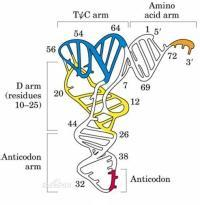 TψC arm
Amino
acid arm
54
64
1
5′
56
72
3′
D arm
(residues
10–25)
20
7
69
12
44
26
Anticodon
arm
38
32
Anticodon